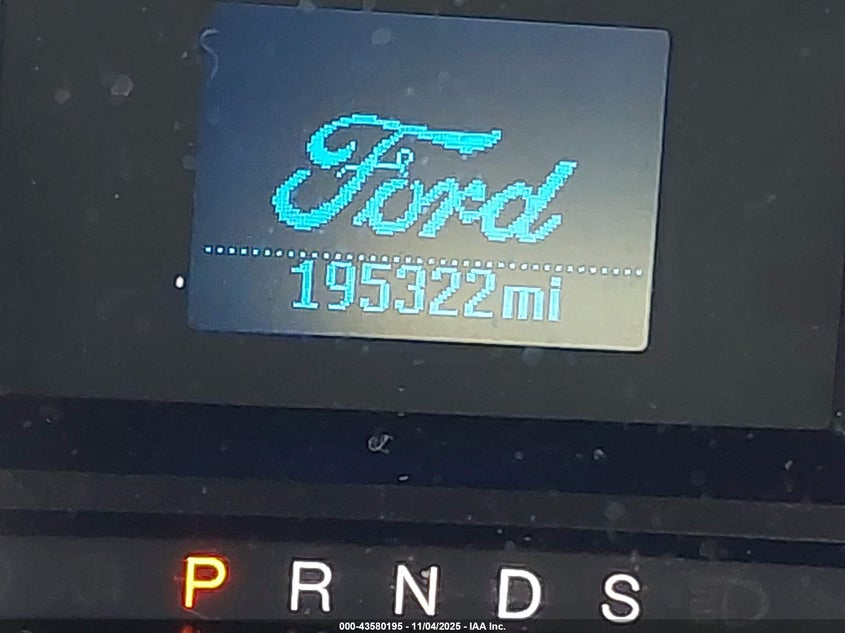 Ford
195322mi
P R N D S
000-43580195 - 11/04/2025 - IAA Inc.